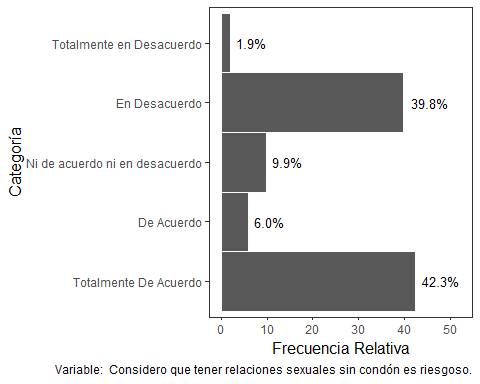 Categoría
Totalmente en Desacuerdo
1.9%
En Desacuerdo
39.8%
Ni de acuerdo ni en desacuerdo
9.9%
De Acuerdo
6.0%
Totalmente De Acuerdo
42.3%
0 10 20 30 40 50
Frecuencia Relativa
Variable: Considero que tener relaciones sexuales sin condón es riesgoso.